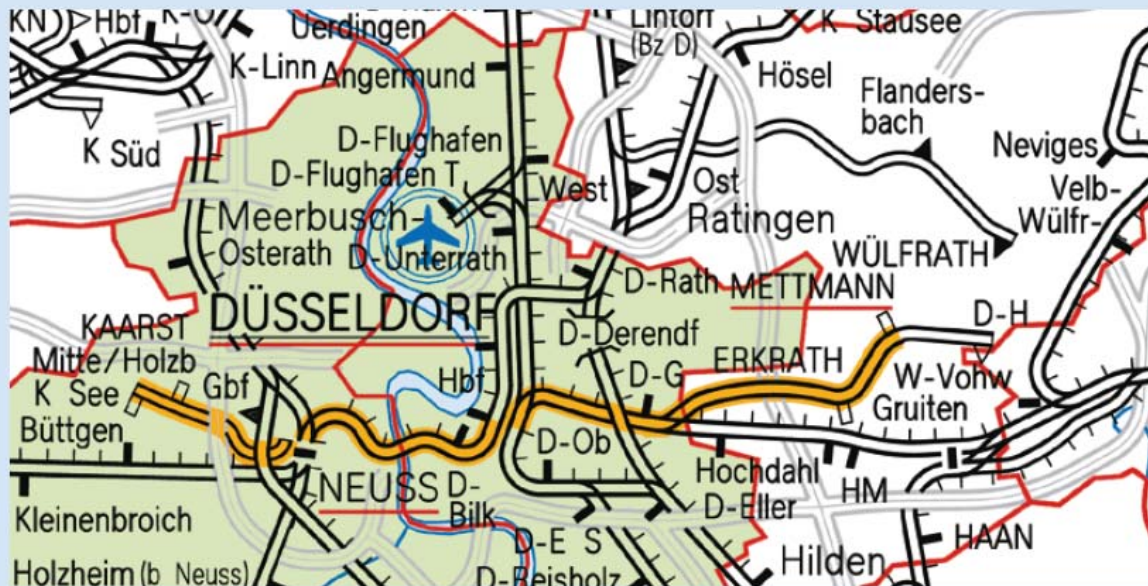 KN
Hbf
Uerdingen
Lintorf
(Bz D)
K Stausee
K-Linn
Angermund
Hösel
Flanders-
bach
K Süd
D-Flughafen
Neviges
D-Flughafen T
West
Ost
Velb-
Wülfr-
Meerbusch-
Osterath
Ratingen
D-Unterrath
WÜLFRATH
D-Rath
METTMANN
DÜSSELDORF
D-H
KAARST
D-Derendf
Mitte/Holzb
ERKRATH
K See
Gbf
Hbf
D-G
W-Vohw
Gruiten
Büttgen
D-Ob
Hochdahl
NEUSS
D-
Bilk
HM
D-Eller
Kleinenbroich
D-E S
HAAN
Hilden
Holzheim (b Neuss)
D-Reisholz